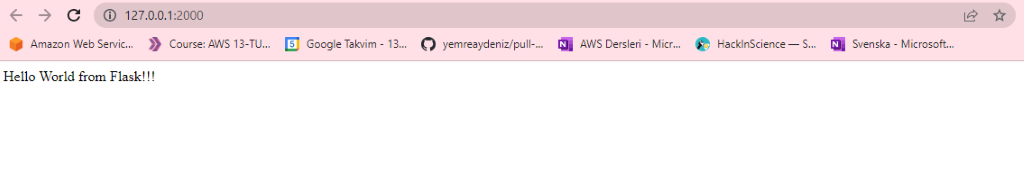 127.0.0.1:2000
Amazon Web Servic... Course: AWS 13-TU... Google Takvim - 13... yemreaydeniz/pull-... AWS Dersleri - Micr... HackInScience — S... Svenska - Microsoft...
Hello World from Flask!!!